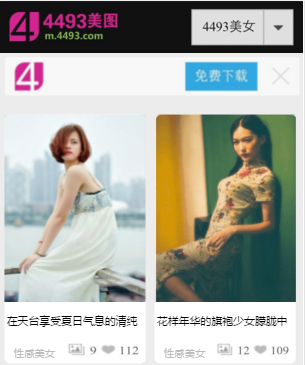 4493美图
m.4493.com
4493美女
免费下载
在天台享受夏日气息的清纯
性感美女 9 112
花样年华的旗袍少女朦胧中
性感美女 12 109